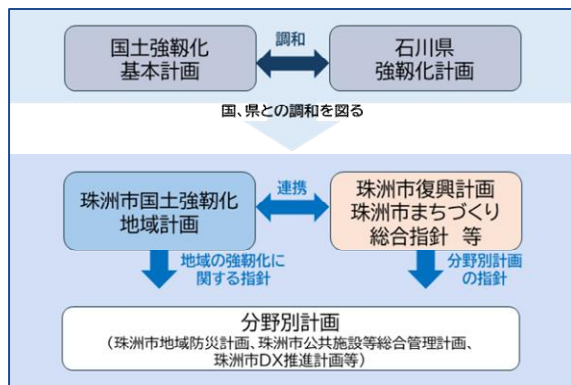 国土強靱化
基本計画
調和
石川県
強靱化計画
国、県との調和を図る
珠洲市国土強靱化
地域計画
連携
珠洲市復興計画
珠洲市まちづくり
総合指針 等
地域の強靱化に
関する指針
分野別計画
の指針
分野別計画
(珠洲市地域防災計画、珠洲市公共施設等総合管理計画、
珠洲市DX推進計画等)